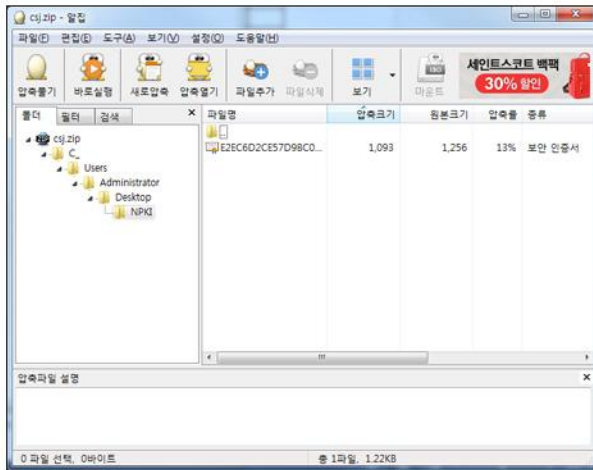 csj.zip - 알집
파일(F) 편집(E) 도구(A) 보기(V) 설정(O) 도움말(H)
압축풀기 바로실행 새로압축 압축열기 파일추가 파일삭제 보기 마운트
ISO
세인트스코트 백팩
30% 할인
폴더 필터 검색 ×
파일명 압축크기 원본크기 압축률 종류
csj.zip
C_
Users
Administrator
Desktop
NPKI
..
E2EC6D2CE57D98C0... 1,093 1,256 13% 보안 인증서
압축파일 설명 ×
0 파일 선택, 0바이트 총 1파일, 1.22KB